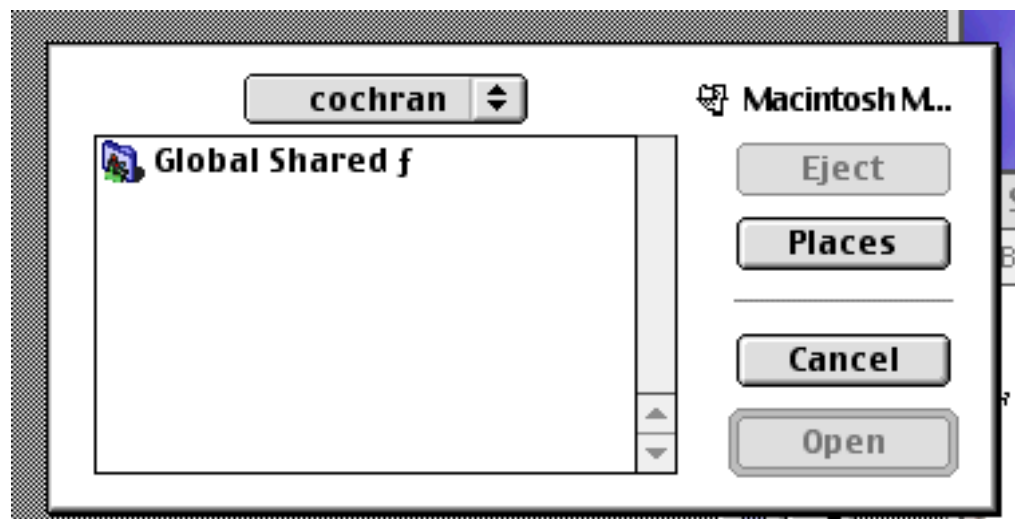 cochran
Macintosh M...
Global Shared ƒ
Eject
Places
Cancel
Open